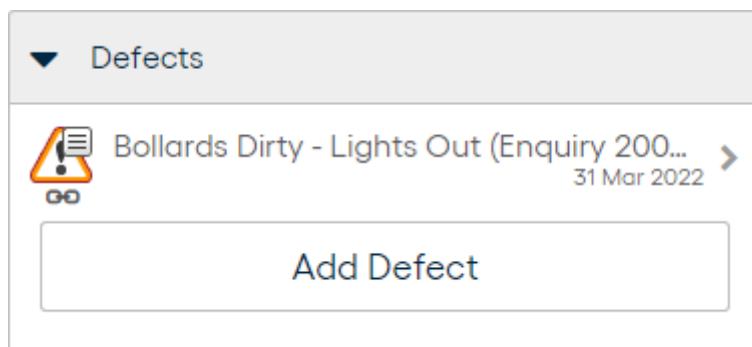 Defects
Bollards Dirty - Lights Out (Enquiry 200...
31 Mar 2022
Add Defect